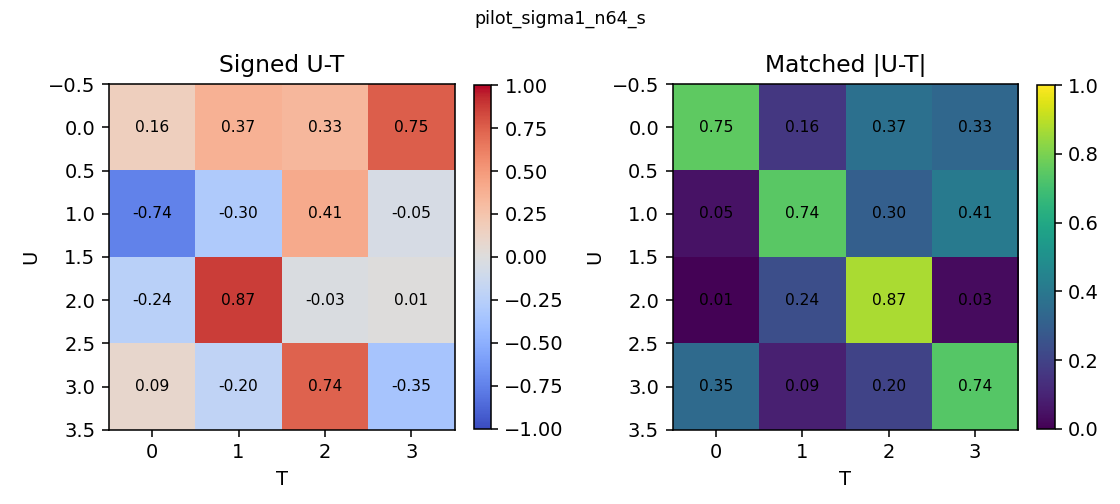 pilot_sigma1_n64_s
Signed U-T
−0.5
0.0
0.5
1.0
1.5
2.0
2.5
3.0
3.5
U
0.16 0.37 0.33 0.75
-0.74 -0.30 0.41 -0.05
-0.24 0.87 -0.03 0.01
0.09 -0.20 0.74 -0.35
0 1 2 3
T
1.00
0.75
0.50
0.25
0.00
−0.25
−0.50
−0.75
−1.00
Matched |U-T|
−0.5
0.0
0.5
1.0
1.5
2.0
2.5
3.0
3.5
U
0.75 0.16 0.37 0.33
0.05 0.74 0.30 0.41
0.01 0.24 0.87 0.03
0.35 0.09 0.20 0.74
0 1 2 3
T
1.0
0.8
0.6
0.4
0.2
0.0